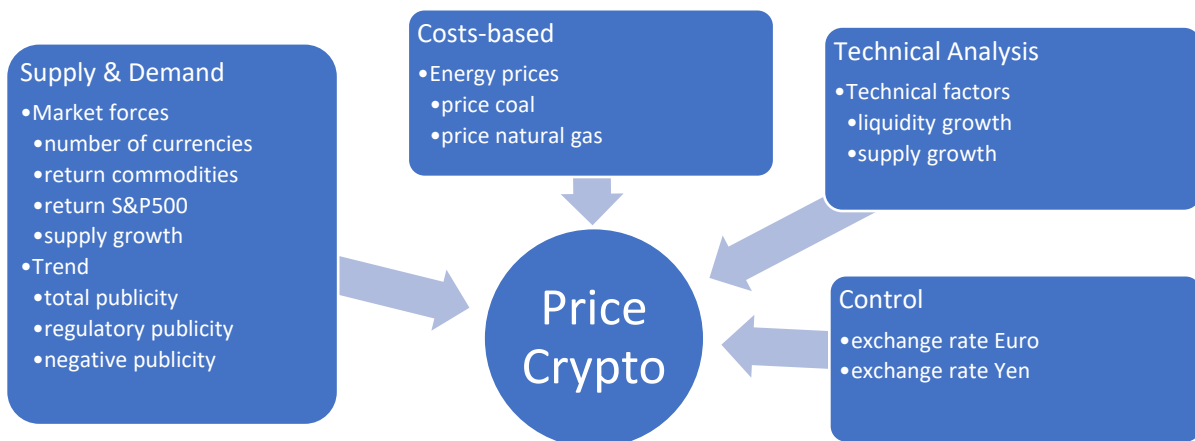 Supply & Demand
•Market forces
•number of currencies
•return commodities
•return S&P500
•supply growth
•Trend
•total publicity
•regulatory publicity
•negative publicity
Costs-based
•Energy prices
•price coal
•price natural gas
Technical Analysis
•Technical factors
•liquidity growth
•supply growth
Price
Crypto
Control
•exchange rate Euro
•exchange rate Yen